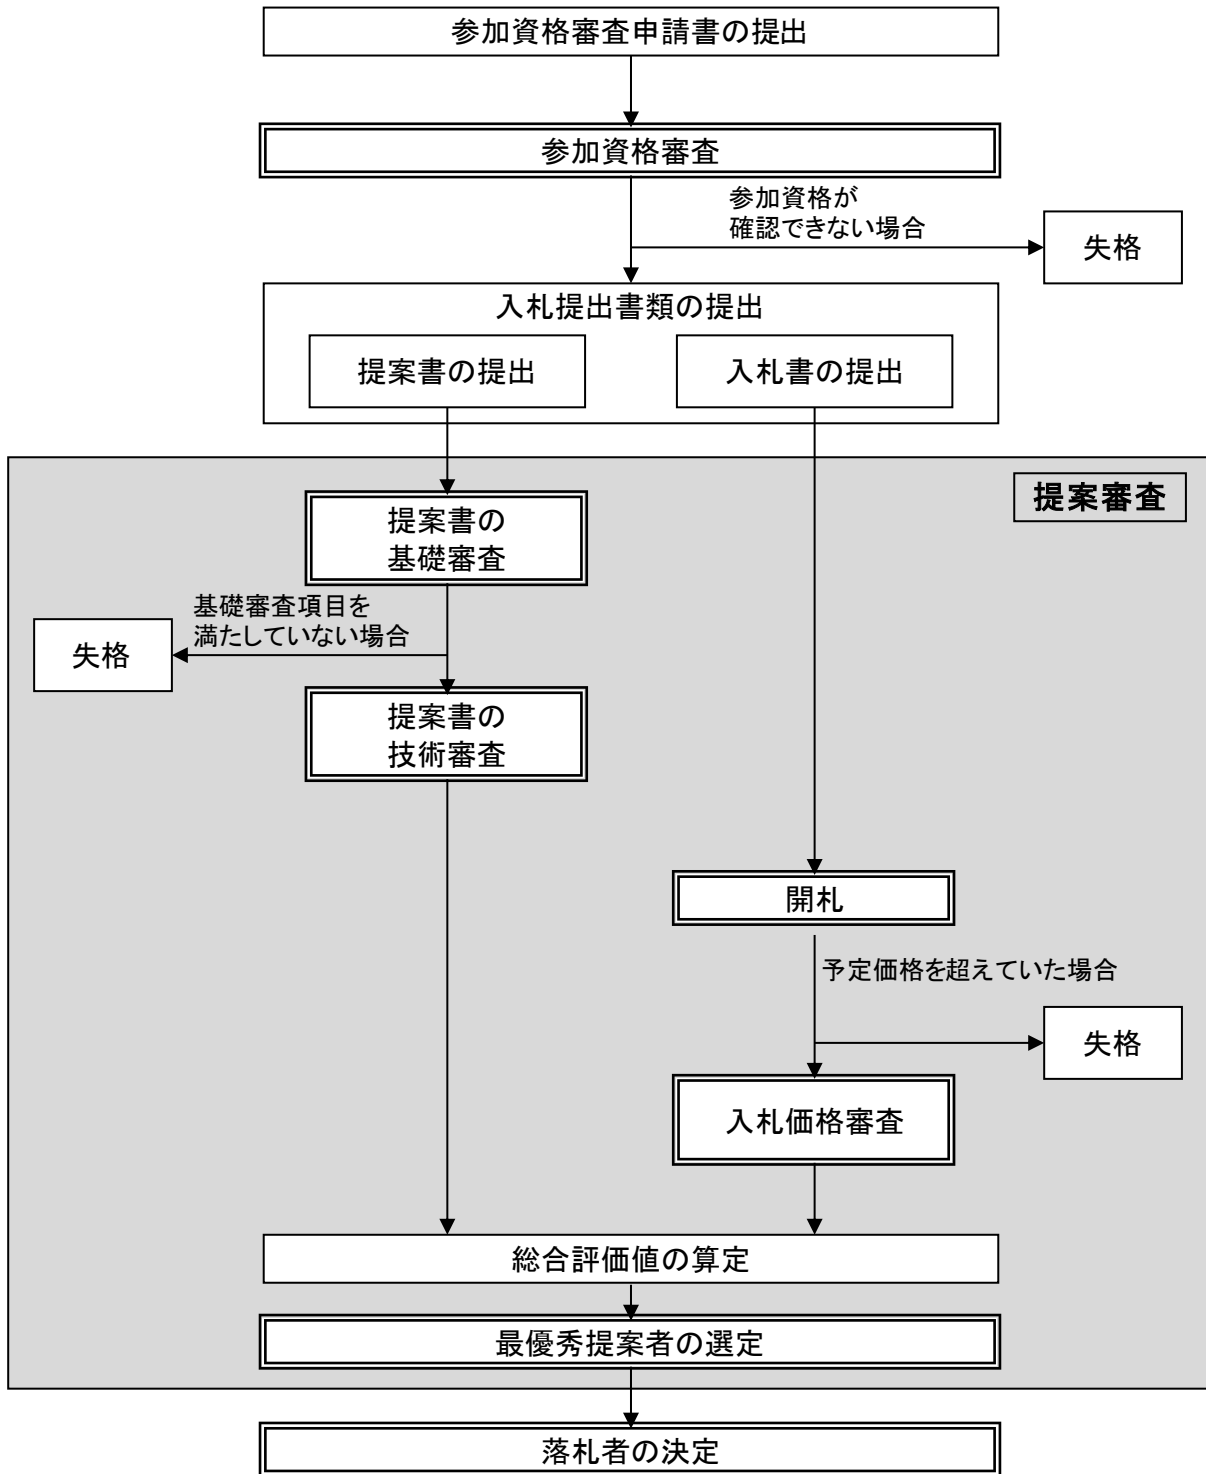 参加資格審査申請書の提出
参加資格審査
参加資格が
確認できない場合
失格
入札提出書類の提出
提案書の提出
入札書の提出
提案審査
提案書の
基礎審査
基礎審査項目を
満たしていない場合
失格
提案書の
技術審査
開札
予定価格を超えていた場合
失格
入札価格審査
総合評価値の算定
最優秀提案者の選定
落札者の決定